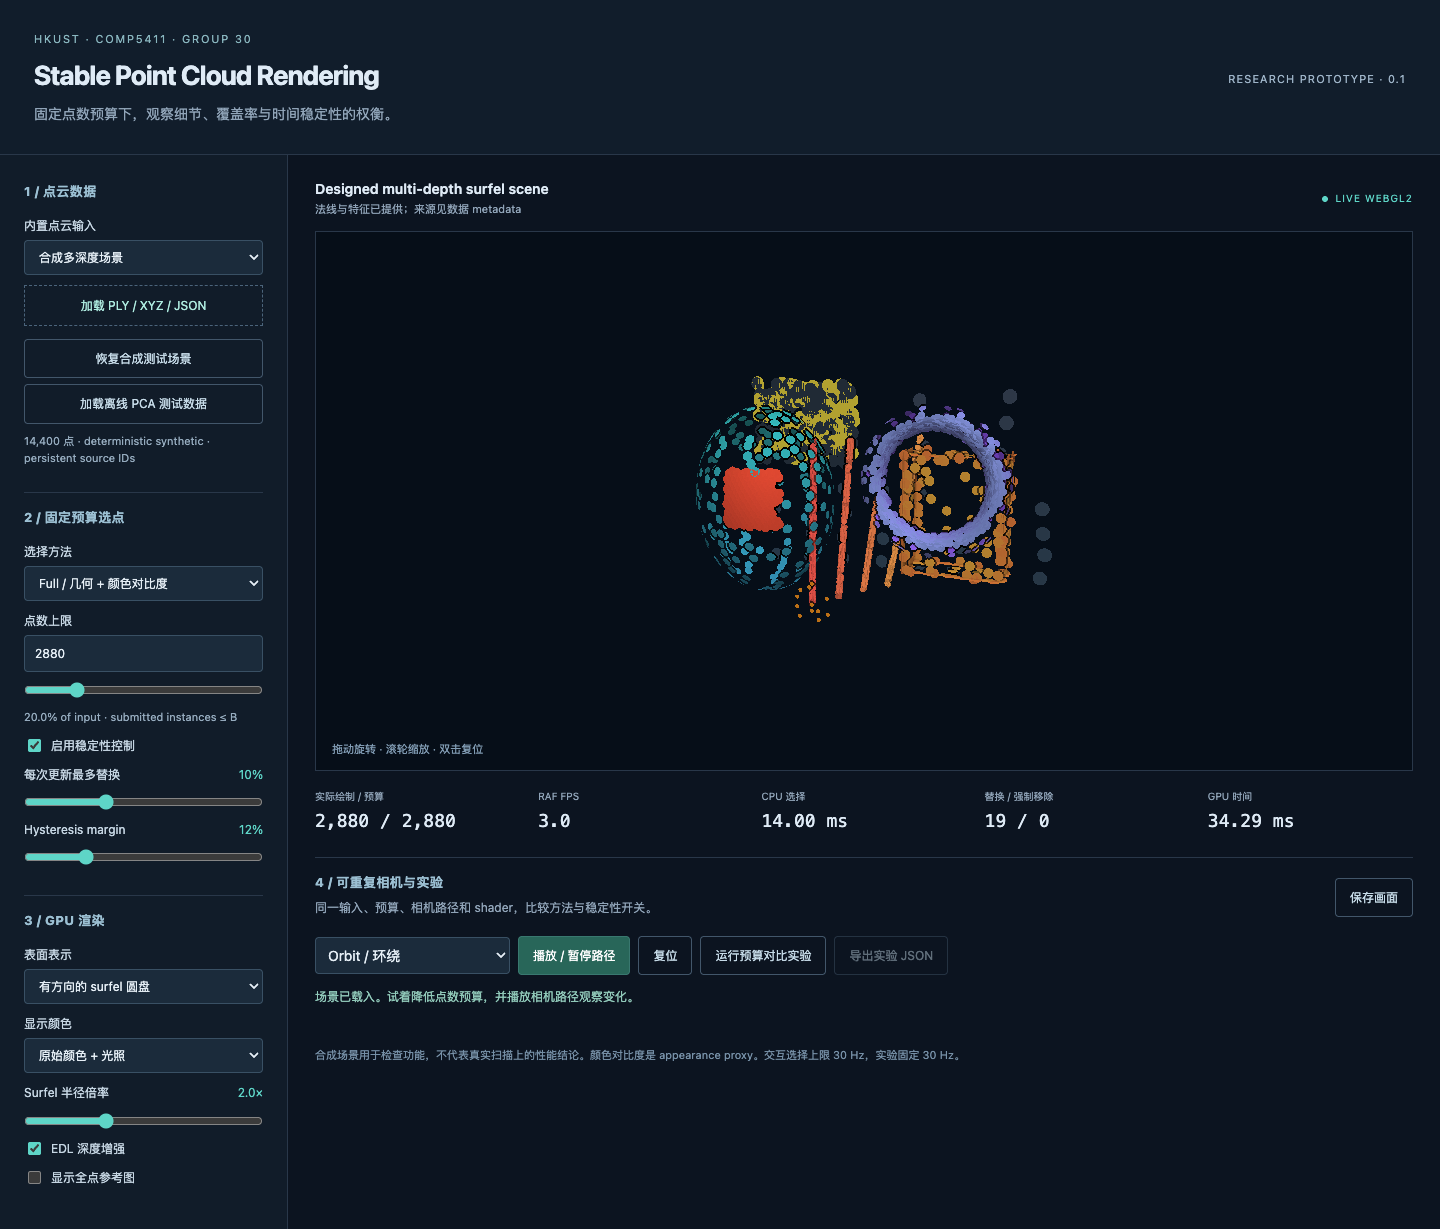 HKUST · COMP5411 · GROUP 30
Stable Point Cloud Rendering
固定点数预算下，观察细节、覆盖率与时间稳定性的权衡。
RESEARCH PROTOTYPE · 0.1
1 / 点云数据
内置点云输入
合成多深度场景
加载 PLY / XYZ / JSON
恢复合成测试场景
加载离线 PCA 测试数据
14,400 点 · deterministic synthetic ·
persistent source IDs
2 / 固定预算选点
选择方法
Full / 几何 + 颜色对比度
点数上限
2880
20.0% of input · submitted instances ≤ B
启用稳定性控制
每次更新最多替换 10%
Hysteresis margin 12%
3 / GPU 渲染
表面表示
有方向的 surfel 圆盘
显示颜色
原始颜色 + 光照
Surfel 半径倍率 2.0×
EDL 深度增强
显示全点参考图
Designed multi-depth surfel scene
法线与特征已提供；来源见数据 metadata
LIVE WEBGL2
拖动旋转 · 滚轮缩放 · 双击复位
实际绘制 / 预算
2,880 / 2,880
RAF FPS
3.0
CPU 选择
14.00 ms
替换 / 强制移除
19 / 0
GPU 时间
34.29 ms
4 / 可重复相机与实验
同一输入、预算、相机路径和 shader，比较方法与稳定性开关。
保存画面
Orbit / 环绕
播放 / 暂停路径
复位
运行预算对比实验
导出实验 JSON
场景已载入。试着降低点数预算，并播放相机路径观察变化。
合成场景用于检查功能，不代表真实扫描上的性能结论。颜色对比度是 appearance proxy。交互选择上限 30 Hz，实验固定 30 Hz。